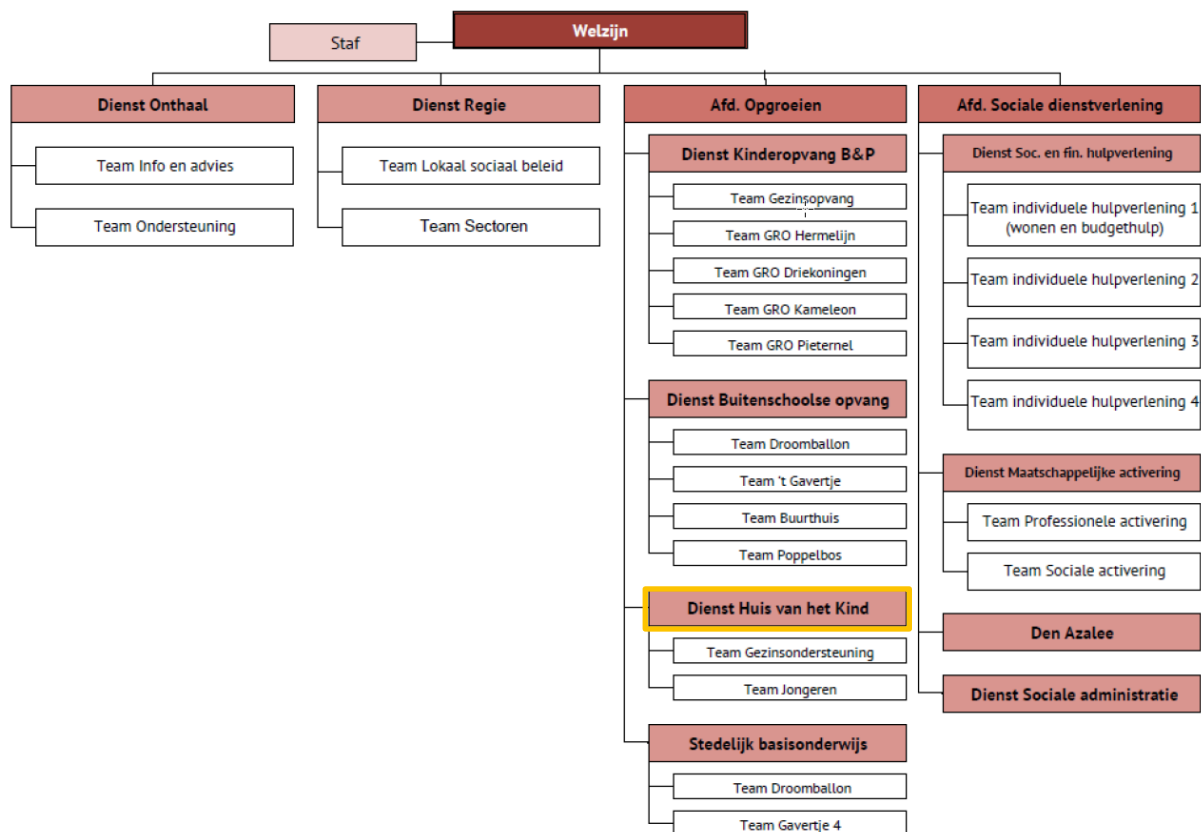 Welzijn
Staf
Dienst Onthaal
Team Info en advies
Team Ondersteuning
Dienst Regie
Team Lokaal sociaal beleid
Team Sectoren
Afd. Opgroeien
Dienst Kinderopvang B&P
Team Gezinsopvang
Team GRO Hermelijn
Team GRO Driekoningen
Team GRO Kameleon
Team GRO Pieternel
Dienst Buitenschoolse opvang
Team Droomballon
Team 't Gavertje
Team Buurthuis
Team Poppelbos
Dienst Huis van het Kind
Team Gezinsondersteuning
Team Jongeren
Stedelijk basisonderwijs
Team Droomballon
Team Gavertje 4
Afd. Sociale dienstverlening
Dienst Soc. en fin. hulpverlening
Team individuele hulpverlening 1
(wonen en budgethulp)
Team individuele hulpverlening 2
Team individuele hulpverlening 3
Team individuele hulpverlening 4
Dienst Maatschappelijke activering
Team Professionele activering
Team Sociale activering
Den Azalee
Dienst Sociale administratie